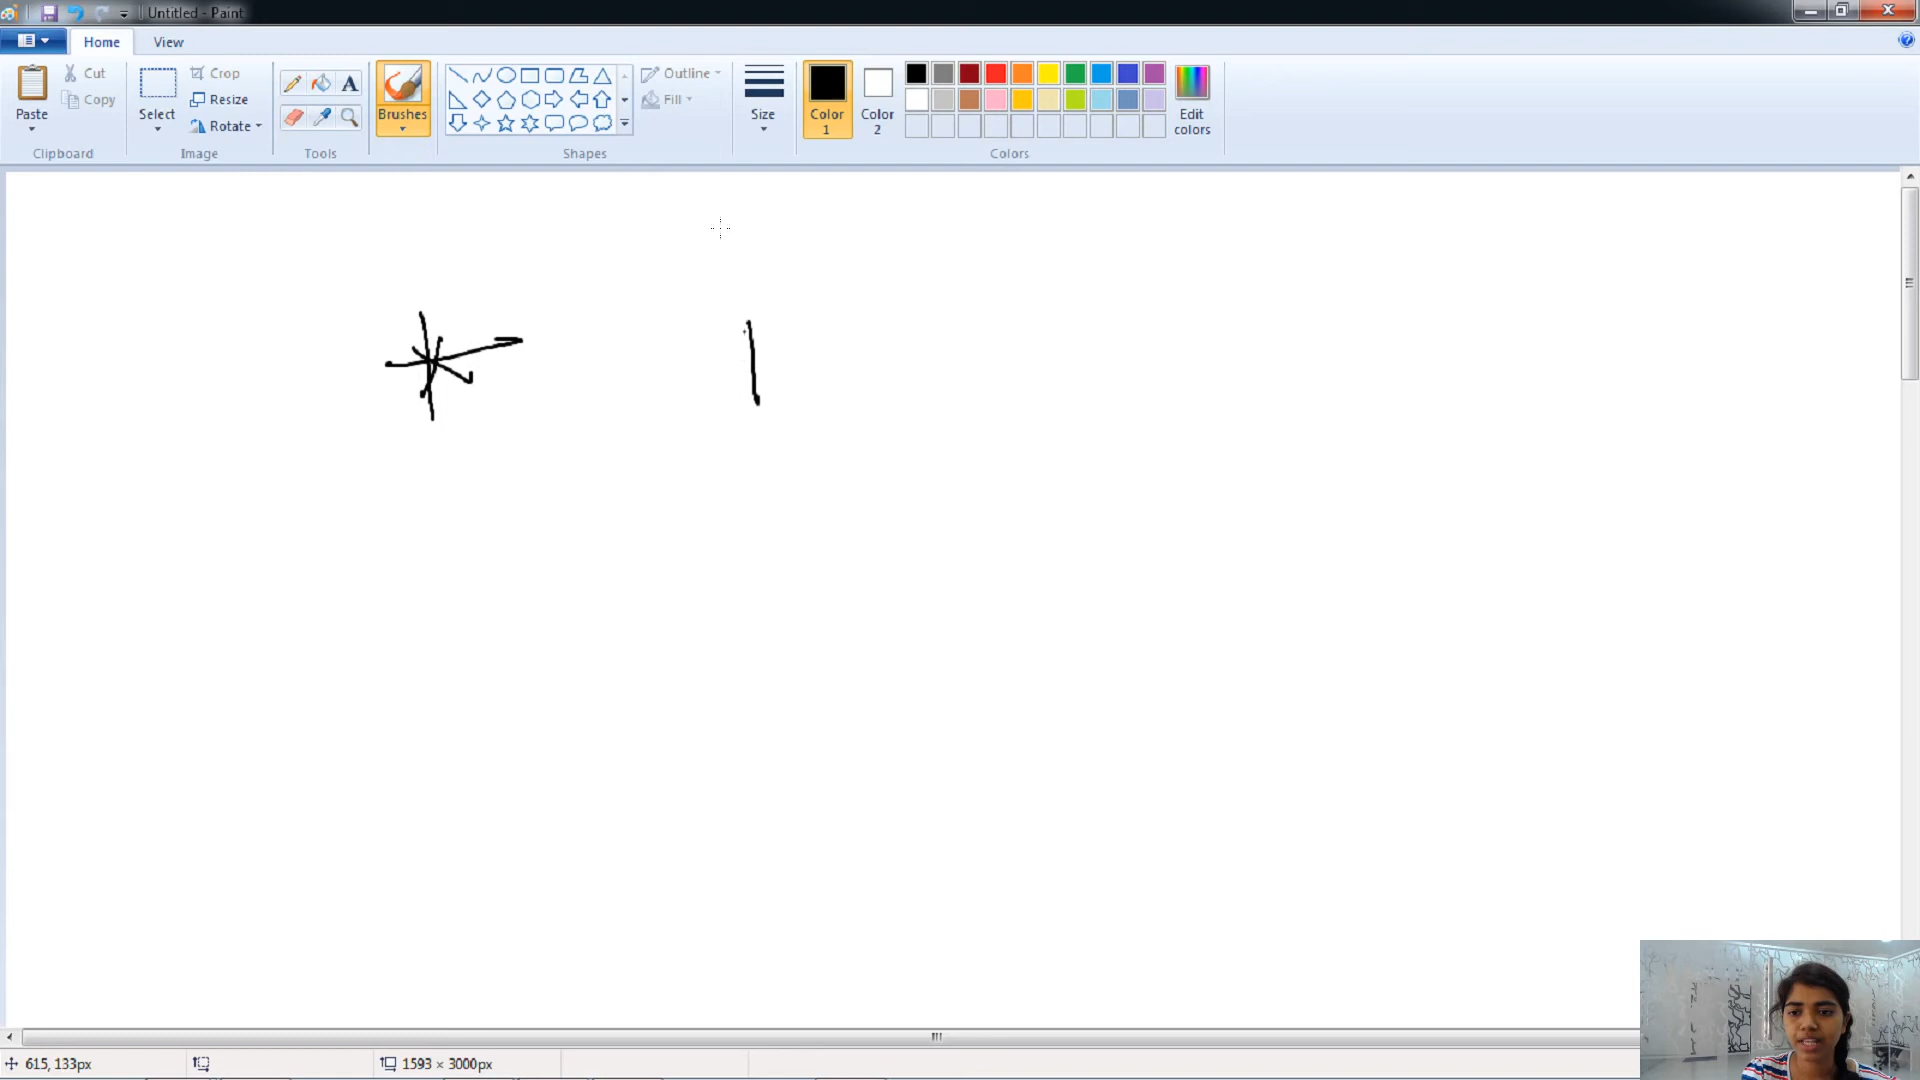 Untitled - Paint
Home View
Paste
Cut
Copy
Clipboard
Select
Crop
Resize
Rotate
Image
A
Tools
Brushes
Shapes
Outline
Fill
Size
Color 1
Color 2
Edit colors
Colors
615, 133px
1593 × 3000px